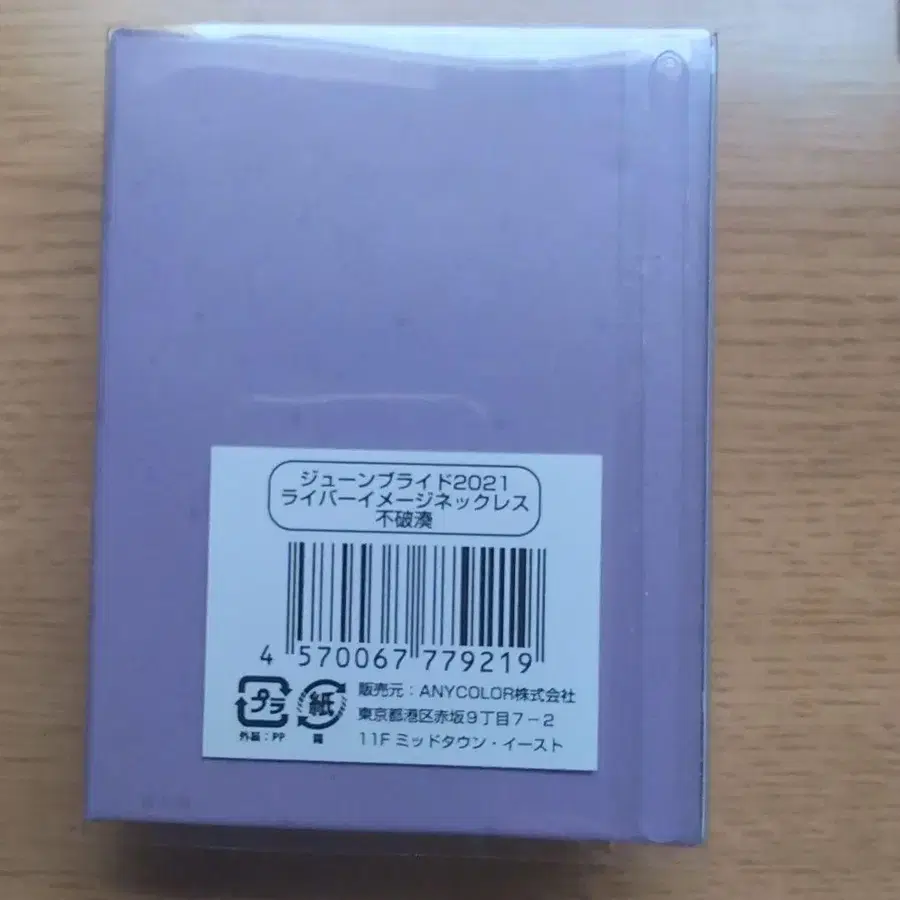 ジューンブライド2021
ライバーイメージネックレス
不破湊
4 570067 779219
プラ
紙
販売元：ANYCOLOR株式会社
東京都港区赤坂9丁目7-2
外装：PP
11F ミッドタウン・イースト